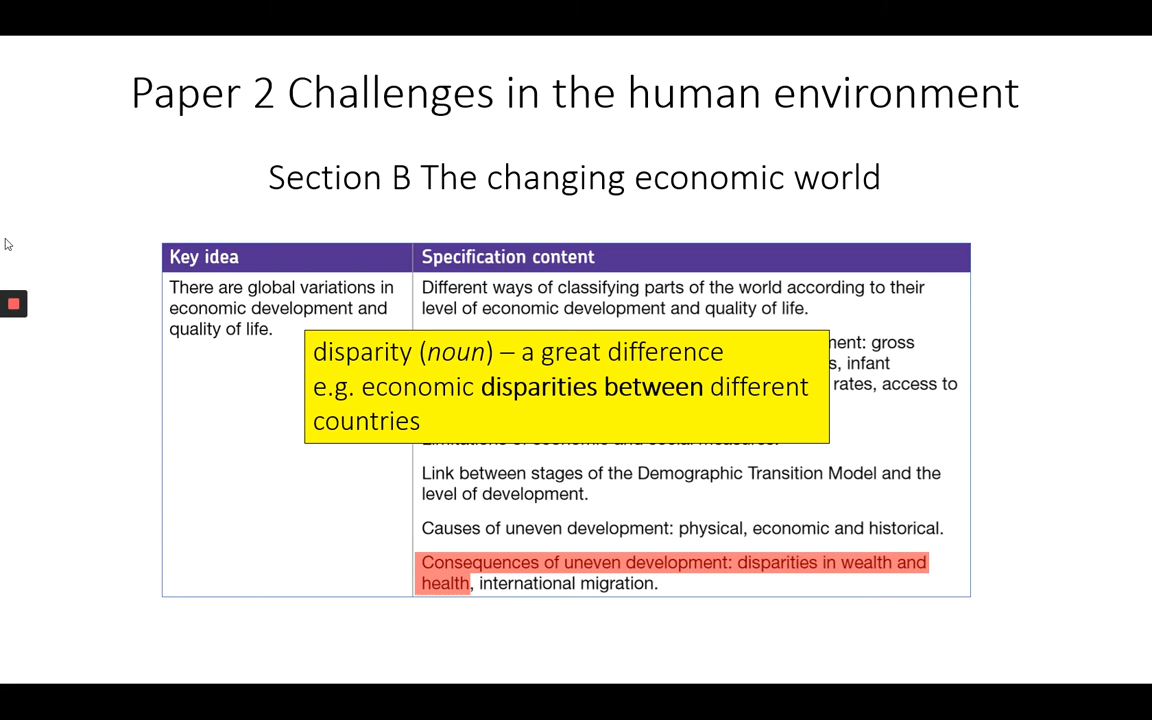 Paper 2 Challenges in the human environment
Section B The changing economic world
Key idea
Specification content
There are global variations in
economic development and
quality of life.
Different ways of classifying parts of the world according to their
level of economic development and quality of life.
disparity (noun) – a great difference
e.g. economic disparities between different
countries
gross
infant
rates, access to
Link between stages of the Demographic Transition Model and the
level of development.
Causes of uneven development: physical, economic and historical.
Consequences of uneven development: disparities in wealth and
health, international migration.